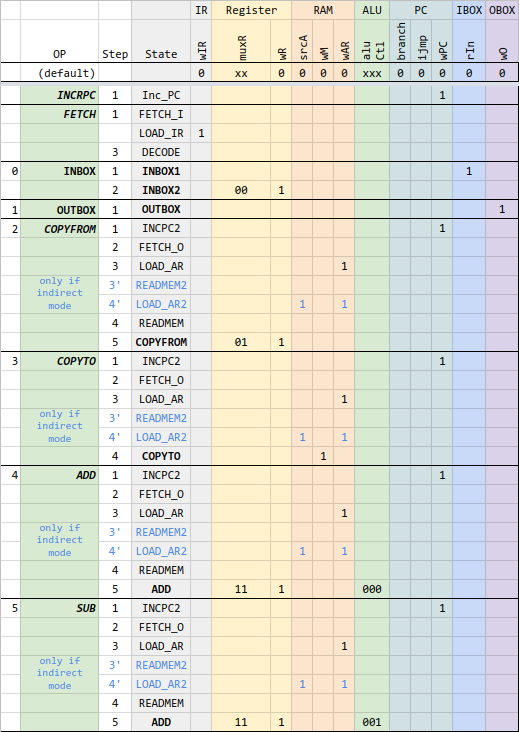 IR Register RAM ALU PC IBOX OBOX
OP Step State wIR muxR wR srcA wM wAR alu Ctl branch ijmp wPC rIn wO
(default) 0 xx 0 0 0 0 xxx 0 0 0 0 0
INCRPC 1 Inc_PC 1
FETCH 1 FETCH_I
LOAD_IR 1
3 DECODE
0 INBOX 1 INBOX1 1
2 INBOX2 00 1
1 OUTBOX 1 OUTBOX 1
2 COPYFROM 1 INCPC2 1
2 FETCH_O
3 LOAD_AR 1
only if indirect mode 3' READMEM2
4' LOAD_AR2 1 1
4 READMEM
5 COPYFROM 01 1
3 COPYTO 1 INCPC2 1
2 FETCH_O
3 LOAD_AR 1
only if indirect mode 3' READMEM2
4' LOAD_AR2 1 1
4 COPYTO 1
4 ADD 1 INCPC2 1
2 FETCH_O
3 LOAD_AR 1
only if indirect mode 3' READMEM2
4' LOAD_AR2 1 1
4 READMEM
5 ADD 11 1 000
5 SUB 1 INCPC2 1
2 FETCH_O
3 LOAD_AR 1
only if indirect mode 3' READMEM2
4' LOAD_AR2 1 1
4 READMEM
5 ADD 11 1 001